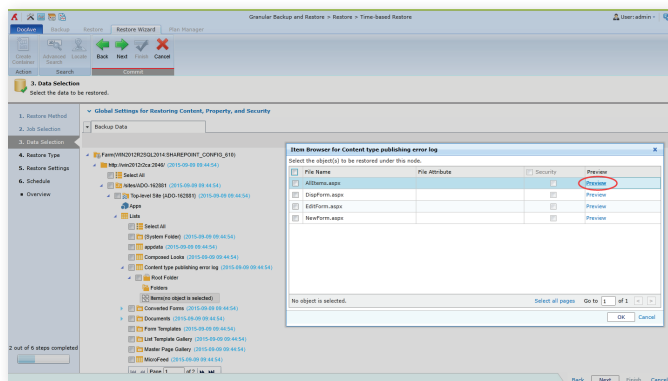 Granular Backup and Restore > Restore > Time-based Restore
User: admin
DocAve Backup Restore Restore Wizard Plan Manager
Create Container Advanced Search Locate Back Next Finish Cancel
Action Search Commit
3. Data Selection
Select the data to be restored.
1. Restore Method
2. Job Selection
3. Data Selection
4. Restore Type
5. Restore Settings
6. Schedule
Overview
2 out of 6 steps completed
Global Settings for Restoring Content, Property, and Security
Backup Data
Farm(WIN2012R2SQL2014:SHAREPOINT_CONFIG_810)
http://win2012r2ca:2046/ (2015-09-09 09:44:54)
Select All
/sites/ADO-162881 (2015-09-09 09:44:54)
Top-level Site (ADO-162881) (2015-09-09 09:44:54)
Apps
Lists
Select All
(System Folder) (2015-09-09 09:44:54)
appdata (2015-09-09 09:44:54)
Composed Looks (2015-09-09 09:44:54)
Content type publishing error log (2015-09-09 09:44:54)
Root Folder
Folders
Items(no object is selected)
Converted Forms (2015-09-09 09:44:54)
Documents (2015-09-09 09:44:54)
Form Templates (2015-09-09 09:44:54)
List Template Gallery (2015-09-09 09:44:54)
Master Page Gallery (2015-09-09 09:44:54)
MicroFeed (2015-09-09 09:44:54)
Page 1 of 2
Item Browser for Content type publishing error log x
Select the object(s) to be restored under this node.
File Name File Attribute Security Preview
AllItems.aspx Preview
DispForm.aspx Preview
EditForm.aspx Preview
NewForm.aspx Preview
No object is selected. Select all pages Go to 1 of 1 < >
OK Cancel
Back Next Finish Cancel